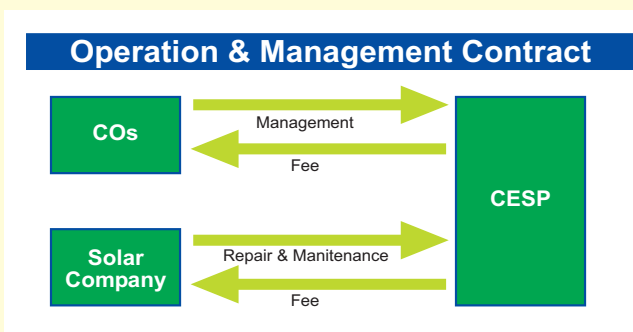 Operation & Management Contract
COs
Management
Fee
CESP
Solar
Company
Repair & Manitenance
Fee